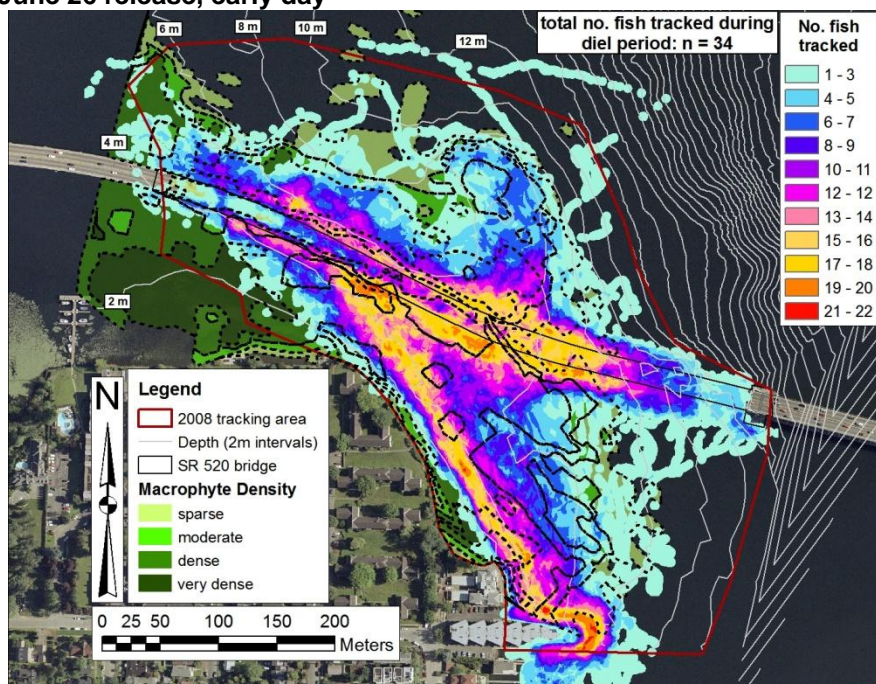 June 26 release, early day
6 m
8 m
10 m
12 m
total no. fish tracked during
diel period: n = 34
No. fish
tracked
1 - 3
4 - 5
6 - 7
8 - 9
10 - 11
12 - 12
13 - 14
15 - 16
17 - 18
19 - 20
21 - 22
4 m
2 m
N
Legend
2008 tracking area
Depth (2m intervals)
SR 520 bridge
Macrophyte Density
sparse
moderate
dense
very dense
0 25 50 100 150 200
Meters